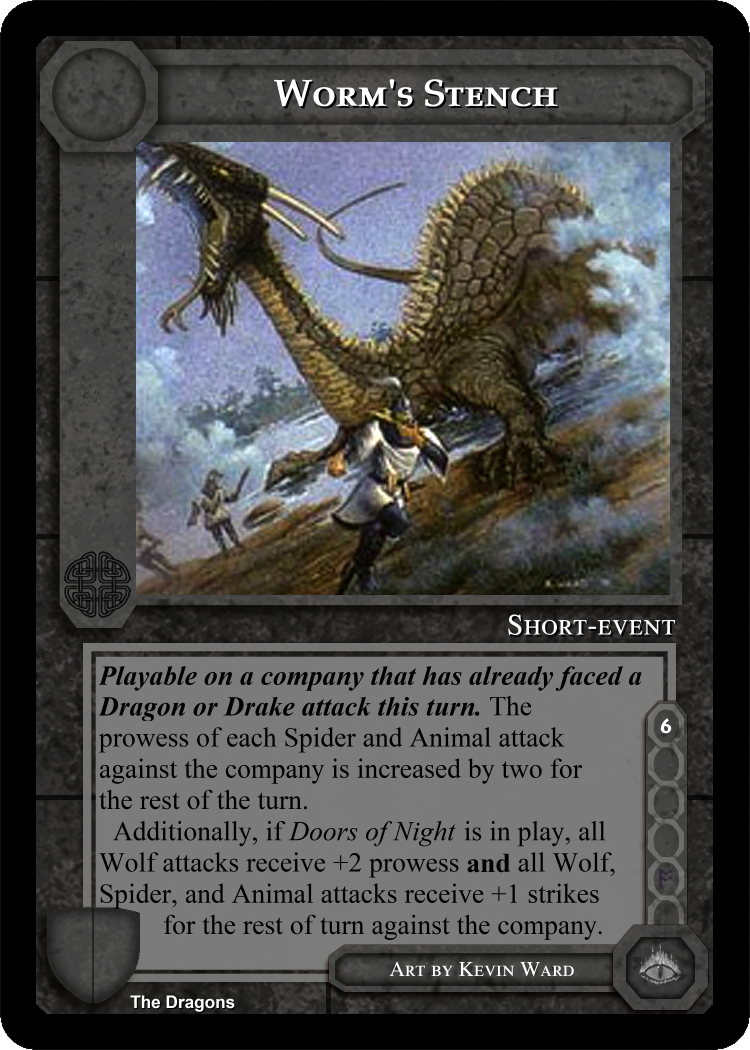 Worm's Stench
Short-event
Playable on a company that has already faced a
Dragon or Drake attack this turn. The
prowess of each Spider and Animal attack
against the company is increased by two for
the rest of the turn.
Additionally, if Doors of Night is in play, all
Wolf attacks receive +2 prowess and all Wolf,
Spider, and Animal attacks receive +1 strikes
for the rest of turn against the company.
6
Art by Kevin Ward
The Dragons